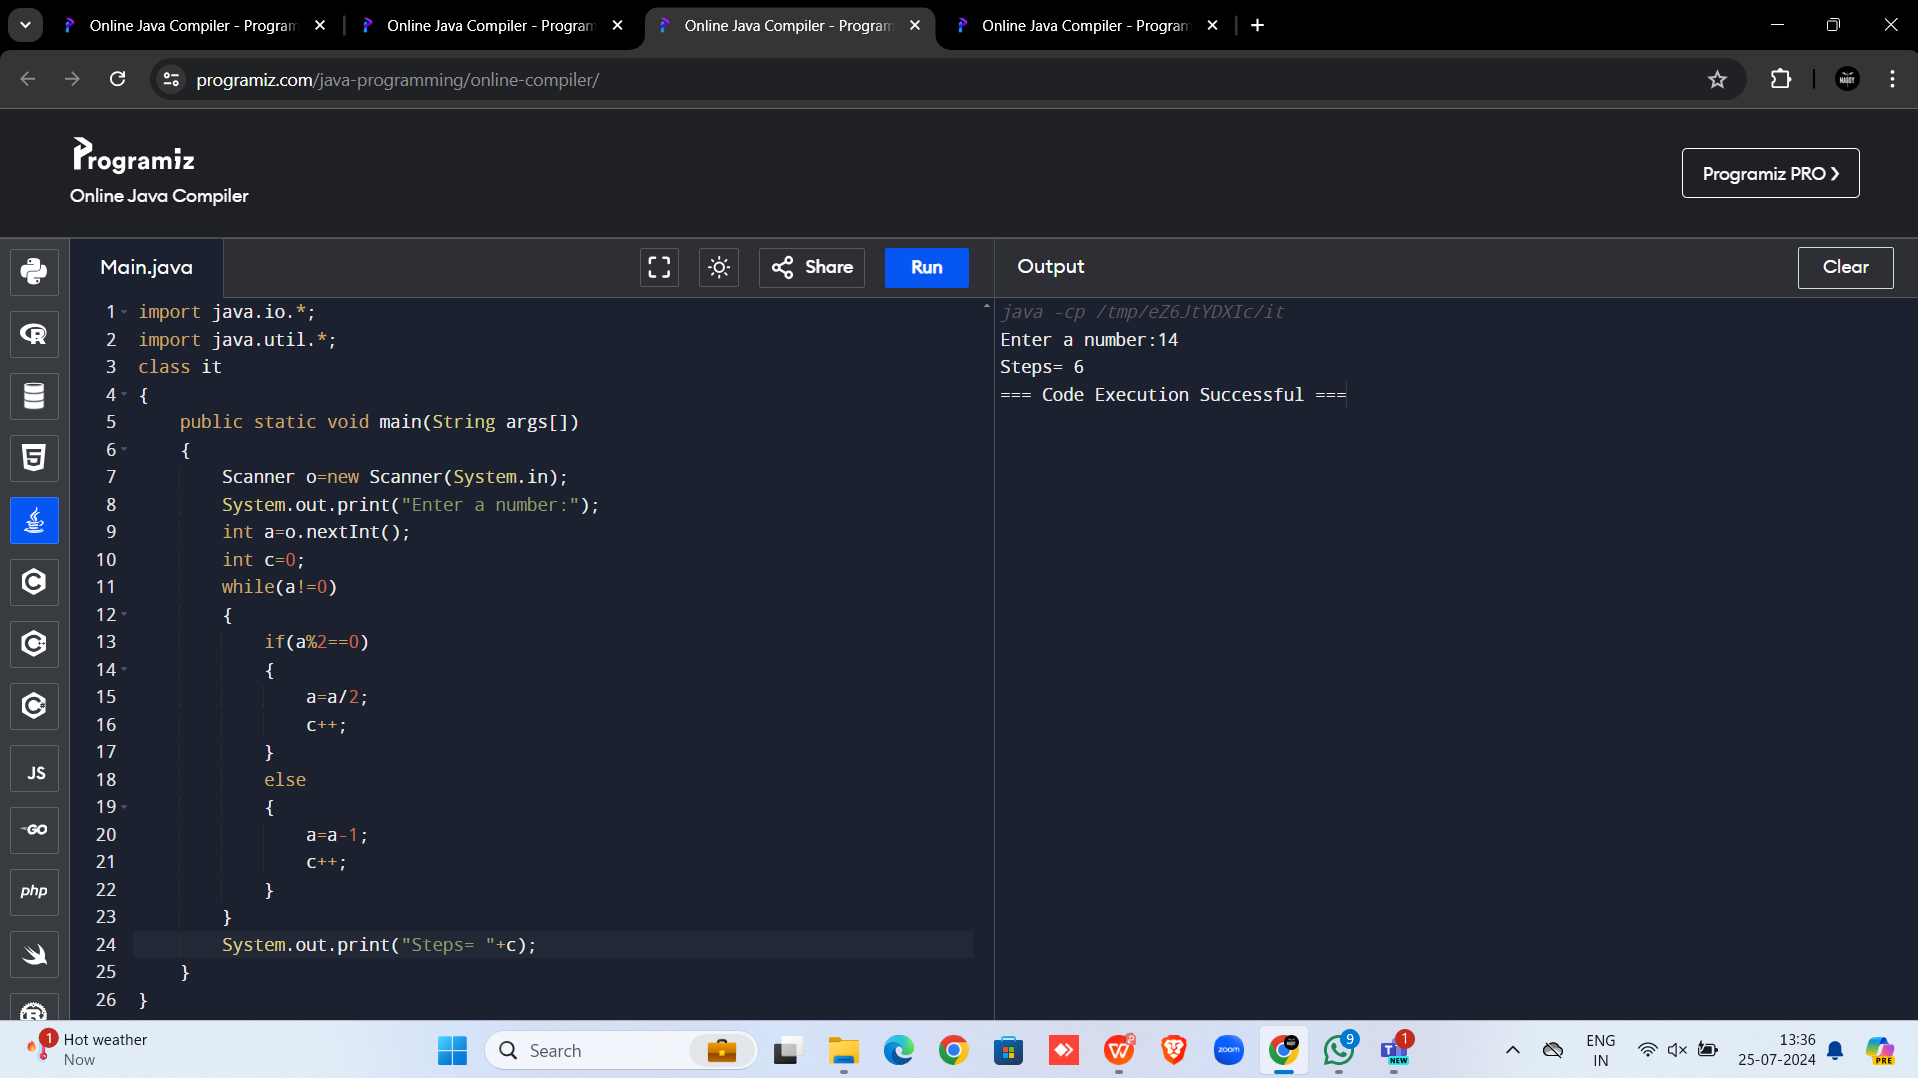 Online Java Compiler - Program
Online Java Compiler - Program
Online Java Compiler - Program
Online Java Compiler - Program
programiz.com/java-programming/online-compiler/
Programiz
Online Java Compiler
Programiz PRO
Main.java
Share
Run
Output
Clear
1 import java.io.*;
2 import java.util.*;
3 class it
4 {
5 public static void main(String args[])
6 {
7 Scanner o=new Scanner(System.in);
8 System.out.print("Enter a number:");
9 int a=o.nextInt();
10 int c=0;
11 while(a!=0)
12 {
13 if(a%2==0)
14 {
15 a=a/2;
16 c++;
17 }
18 else
19 {
20 a=a-1;
21 c++;
22 }
23 }
24 System.out.print("Steps= "+c);
25 }
26 }
java -cp /tmp/eZ6JtYDXIc/it
Enter a number:14
Steps= 6
=== Code Execution Successful ===
JS
GO
php
1
Hot weather
Now
Search
zoom
9
1
NEW
ENG
IN
13:36
25-07-2024
PRE